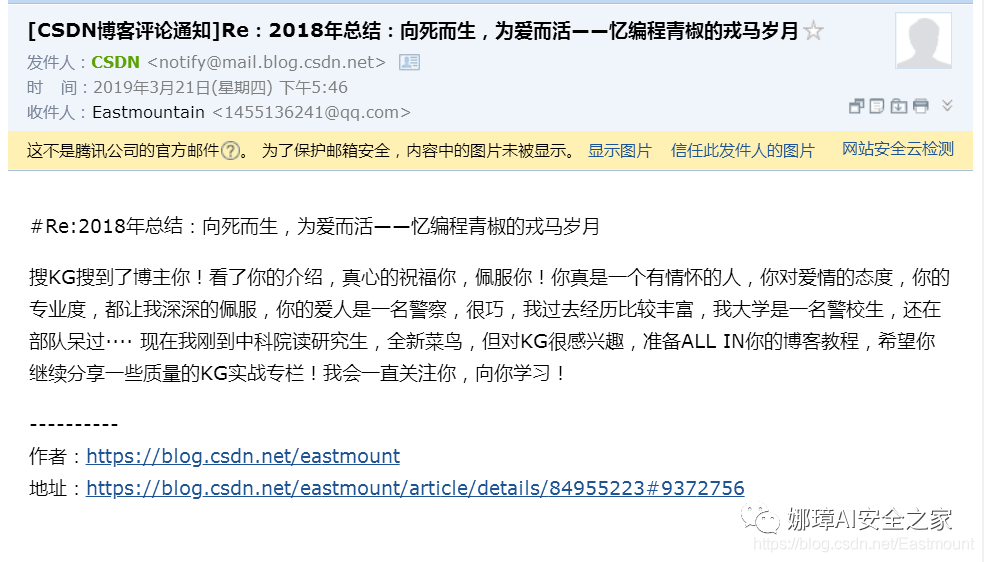 [CSDN博客评论通知]Re：2018年总结：向死而生，为爱而活——忆编程青椒的戎马岁月
发件人：CSDN <notify@mail.blog.csdn.net>
时　间：2019年3月21日(星期四) 下午5:46
收件人：Eastmountain <1455136241@qq.com>
这不是腾讯公司的官方邮件?。 为了保护邮箱安全，内容中的图片未被显示。 显示图片 信任此发件人的图片 网站安全云检测
#Re:2018年总结：向死而生，为爱而活——忆编程青椒的戎马岁月
搜KG搜到了博主你！看了你的介绍，真心的祝福你，佩服你！你真是一个有情怀的人，你对爱情的态度，你的
专业度，都让我深深的佩服，你的爱人是一名警察，很巧，我过去经历比较丰富，我大学是一名警校生，还在
部队呆过···· 现在我刚到中科院读研究生，全新菜鸟，但对KG很感兴趣，准备ALL IN你的博客教程，希望你
继续分享一些质量的KG实战专栏！我会一直关注你，向你学习！
----------
作者：https://blog.csdn.net/eastmount
地址：https://blog.csdn.net/eastmount/article/details/84955223#9372756
娜璋AI安全之家
https://blog.csdn.net/Eastmount